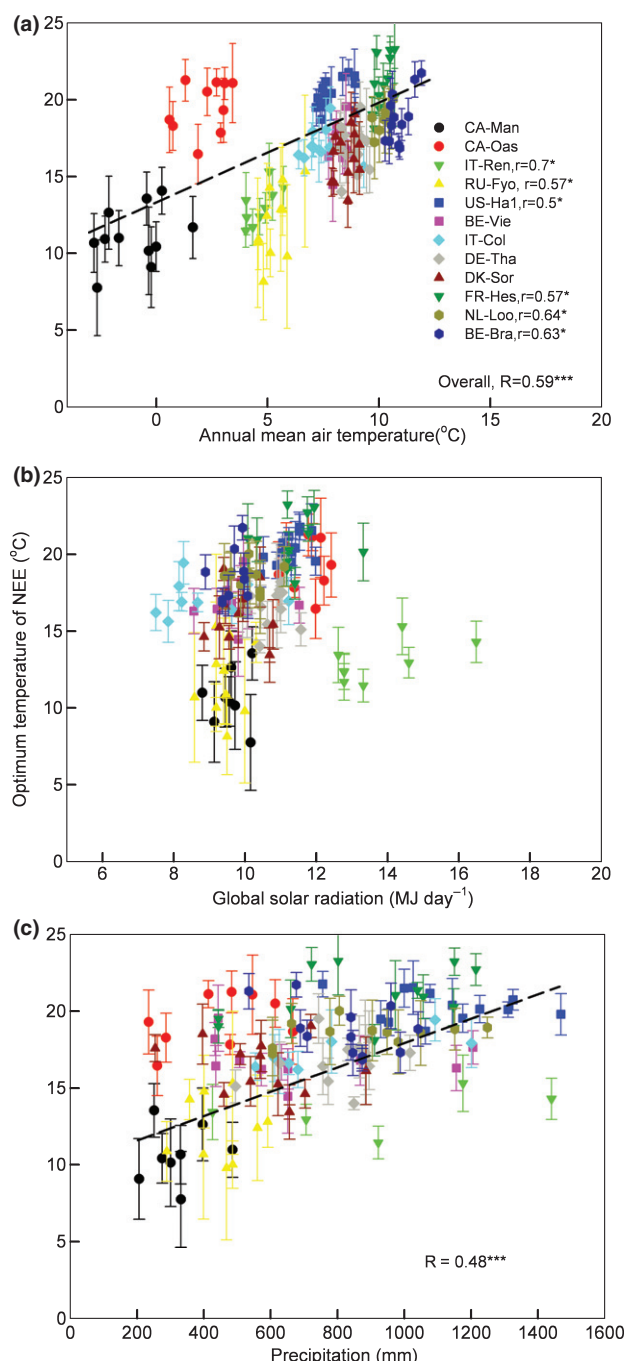 (a)
25
20
15
10
5
0
CA-Man
CA-Oas
IT-Ren,r=0.7*
RU-Fyo, r=0.57*
US-Ha1,r=0.5*
BE-Vie
IT-Col
DE-Tha
DK-Sor
FR-Hes,r=0.57*
NL-Loo,r=0.64*
BE-Bra,r=0.63*
Overall, R=0.59***
0 5 10 15 20
Annual mean air temperature(°C)
(b)
Optimum temperature of NEE (°C)
25
20
15
10
5
0
6 8 10 12 14 16 18 20
Global solar radiation (MJ day⁻¹)
(c)
25
20
15
10
5
0
R = 0.48***
0 200 400 600 800 1000 1200 1400 1600
Precipitation (mm)